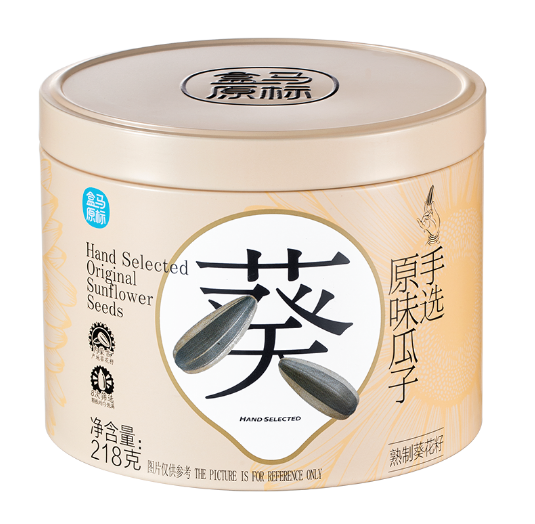 盒马
原标
盒马
原标
Hand Selected
Original
Sunflower
Seeds
葵
HAND SELECTED
手选
原味瓜子
净含量:
218克
图片仅供参考 THE PICTURE IS FOR REFERENCE ONLY
熟制葵花籽